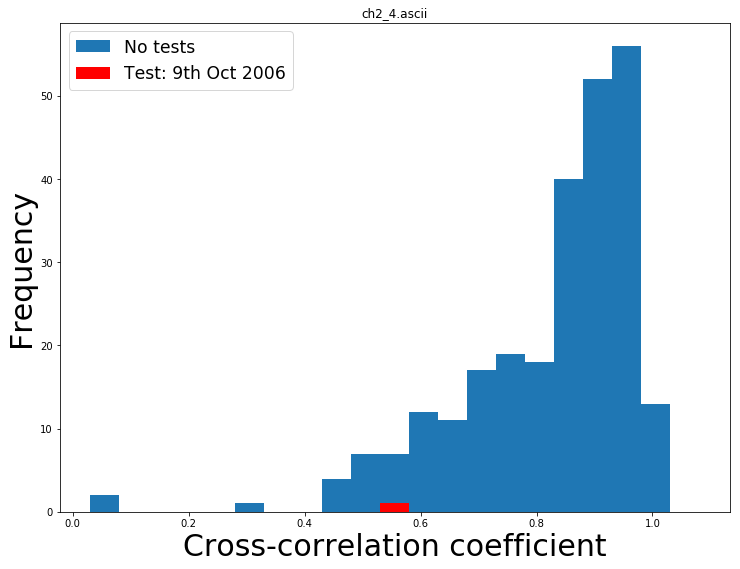 ch2_4.ascii
No tests
Test: 9th Oct 2006
Frequency
50
40
30
20
10
0
0.0 0.2 0.4 0.6 0.8 1.0
Cross-correlation coefficient